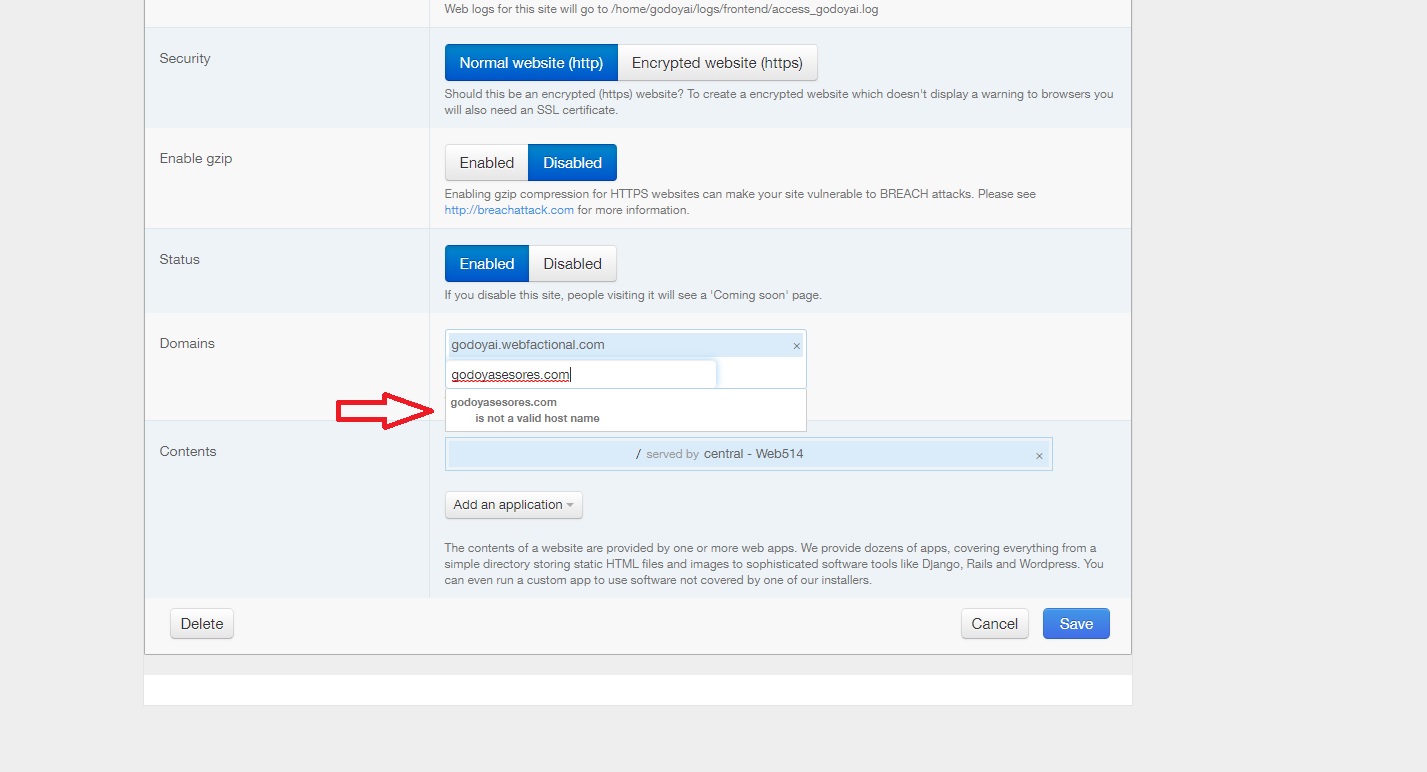 Web logs for this site will go to /home/godoyai/logs/frontend/access_godoyai.log
Security
Normal website (http)
Encrypted website (https)
Should this be an encrypted (https) website? To create a encrypted website which doesn't display a warning to browsers you
will also need an SSL certificate.
Enable gzip
Enabled
Disabled
Enabling gzip compression for HTTPS websites can make your site vulnerable to BREACH attacks. Please see
http://breachattack.com for more information.
Status
Enabled
Disabled
If you disable this site, people visiting it will see a 'Coming soon' page.
Domains
godoyai.webfactional.com ×
godoyasesores.com
godoyasesores.com
is not a valid host name
Contents
/ served by central - Web514 ×
Add an application
The contents of a website are provided by one or more web apps. We provide dozens of apps, covering everything from a
simple directory storing static HTML files and images to sophisticated software tools like Django, Rails and Wordpress. You
can even run a custom app to use software not covered by one of our installers.
Delete
Cancel
Save